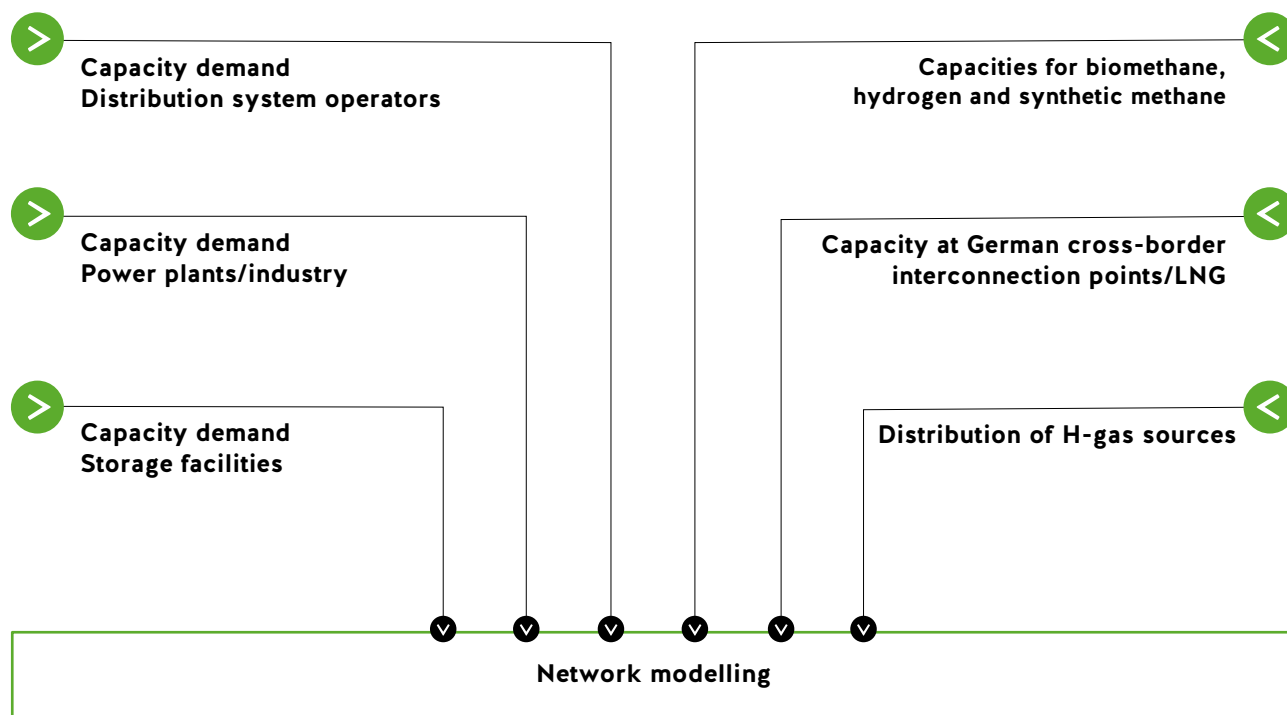 Capacity demand
Distribution system operators
Capacities for biomethane,
hydrogen and synthetic methane
Capacity demand
Power plants/industry
Capacity at German cross-border
interconnection points/LNG
Capacity demand
Storage facilities
Distribution of H-gas sources
Network modelling